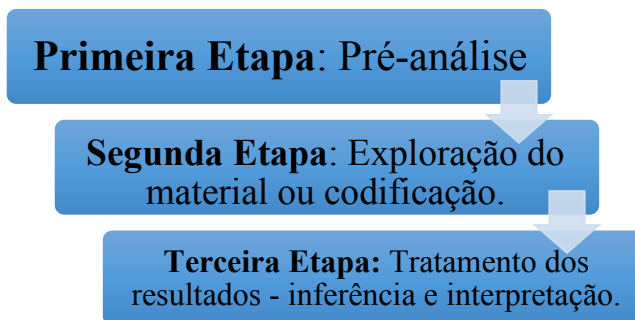 Primeira Etapa: Pré-análise
Segunda Etapa: Exploração do
material ou codificação.
Terceira Etapa: Tratamento dos
resultados - inferência e interpretação.